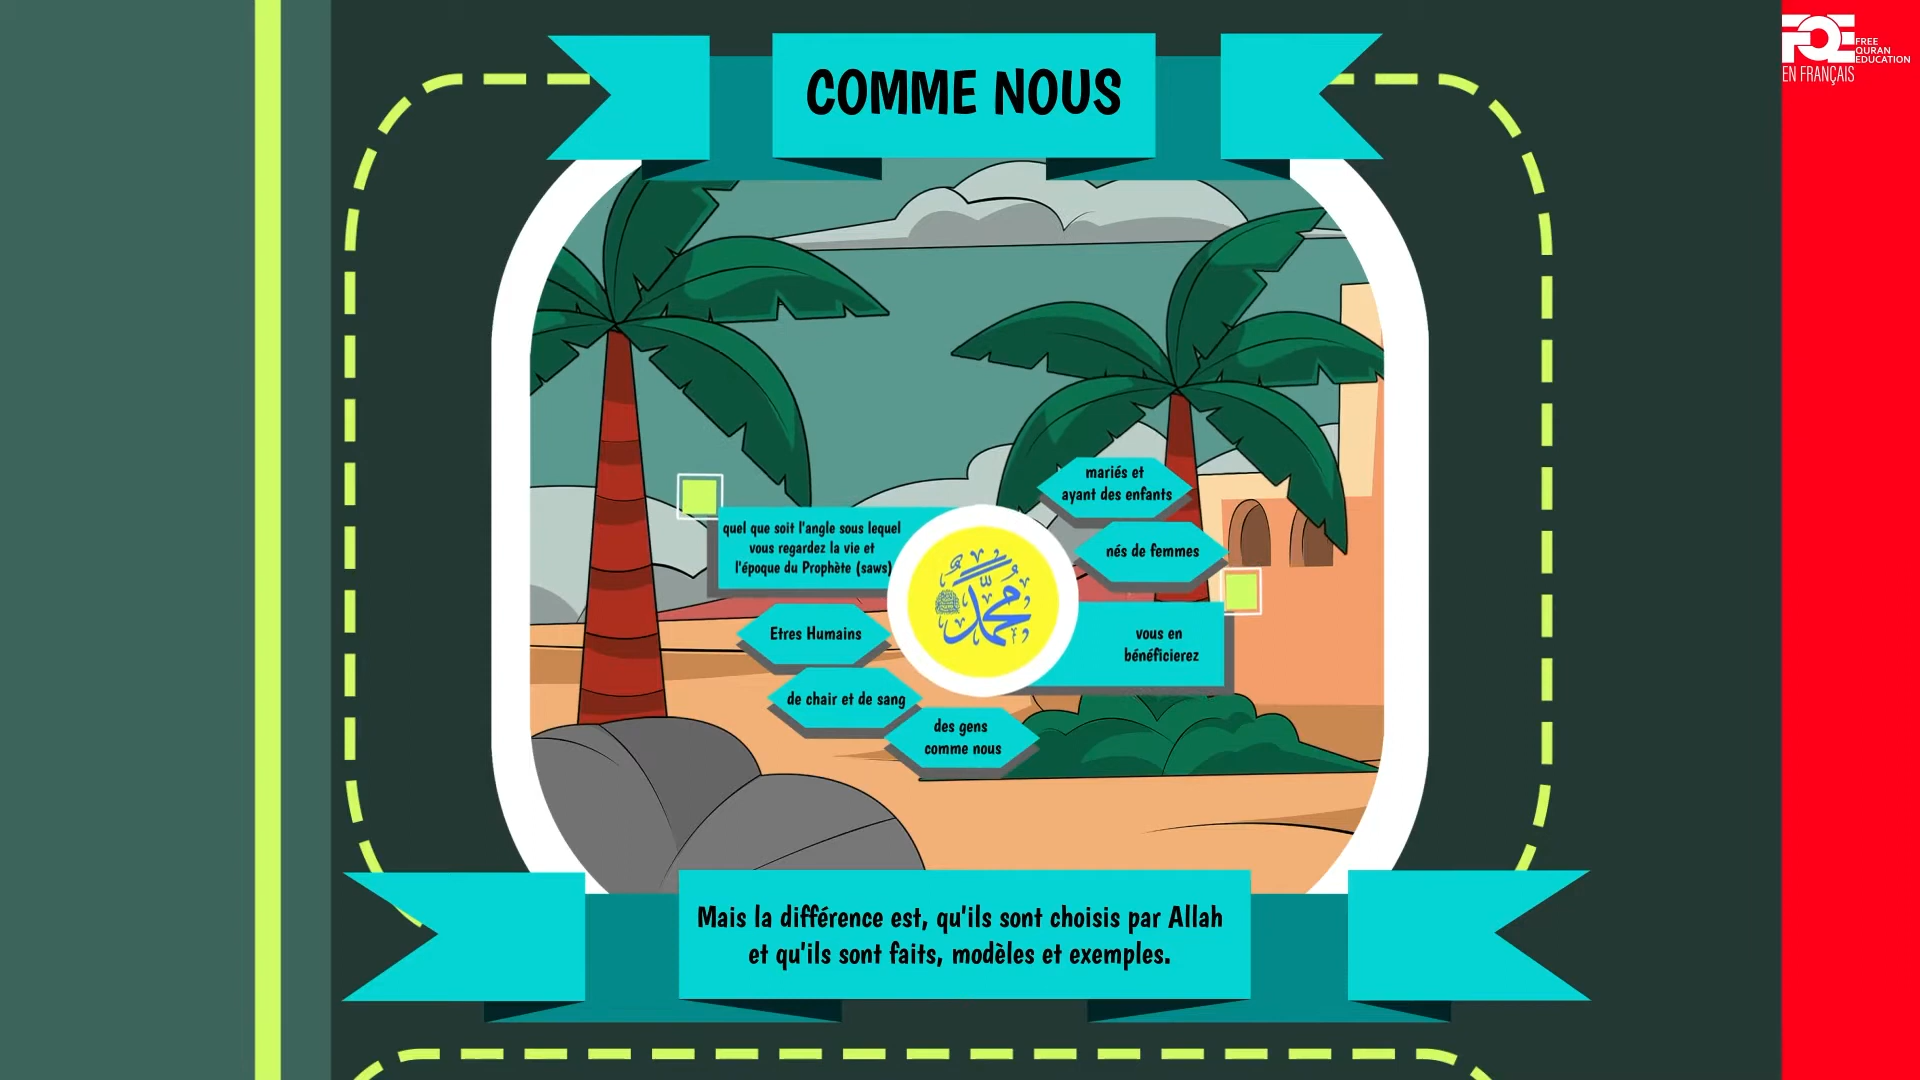 COMME NOUS
FQE
FREE
QURAN
EDUCATION
EN FRANÇAIS
mariés et
ayant des enfants
quel que soit l'angle sous lequel
vous regardez la vie et
l'époque du Prophète (saws)
nés de femmes
محمد
Etres Humains
vous en
bénéficierez
de chair et de sang
des gens
comme nous
Mais la différence est, qu'ils sont choisis par Allah
et qu'ils sont faits, modèles et exemples.